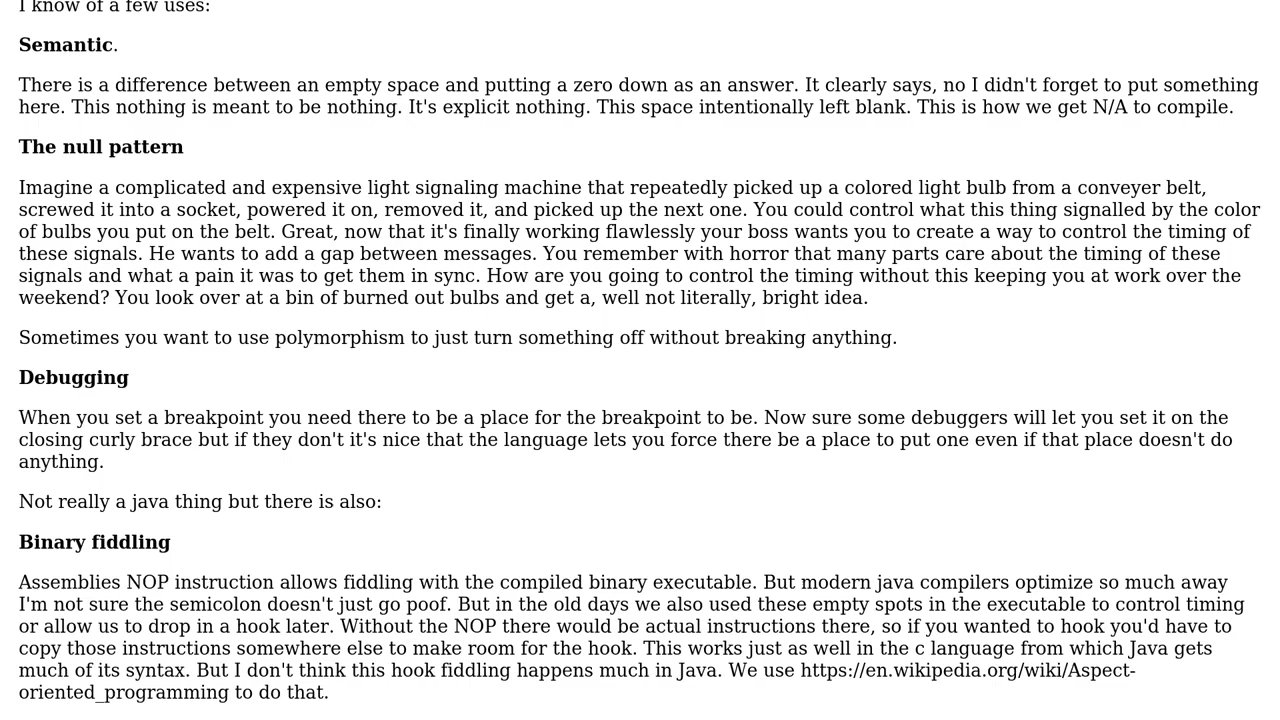 I know of a few uses:
Semantic.
There is a difference between an empty space and putting a zero down as an answer. It clearly says, no I didn't forget to put something
here. This nothing is meant to be nothing. It's explicit nothing. This space intentionally left blank. This is how we get N/A to compile.
The null pattern
Imagine a complicated and expensive light signaling machine that repeatedly picked up a colored light bulb from a conveyer belt,
screwed it into a socket, powered it on, removed it, and picked up the next one. You could control what this thing signalled by the color
of bulbs you put on the belt. Great, now that it's finally working flawlessly your boss wants you to create a way to control the timing of
these signals. He wants to add a gap between messages. You remember with horror that many parts care about the timing of these
signals and what a pain it was to get them in sync. How are you going to control the timing without this keeping you at work over the
weekend? You look over at a bin of burned out bulbs and get a, well not literally, bright idea.
Sometimes you want to use polymorphism to just turn something off without breaking anything.
Debugging
When you set a breakpoint you need there to be a place for the breakpoint to be. Now sure some debuggers will let you set it on the
closing curly brace but if they don't it's nice that the language lets you force there be a place to put one even if that place doesn't do
anything.
Not really a java thing but there is also:
Binary fiddling
Assemblies NOP instruction allows fiddling with the compiled binary executable. But modern java compilers optimize so much away
I'm not sure the semicolon doesn't just go poof. But in the old days we also used these empty spots in the executable to control timing
or allow us to drop in a hook later. Without the NOP there would be actual instructions there, so if you wanted to hook you'd have to
copy those instructions somewhere else to make room for the hook. This works just as well in the c language from which Java gets
much of its syntax. But I don't think this hook fiddling happens much in Java. We use https://en.wikipedia.org/wiki/Aspect-
oriented_programming to do that.